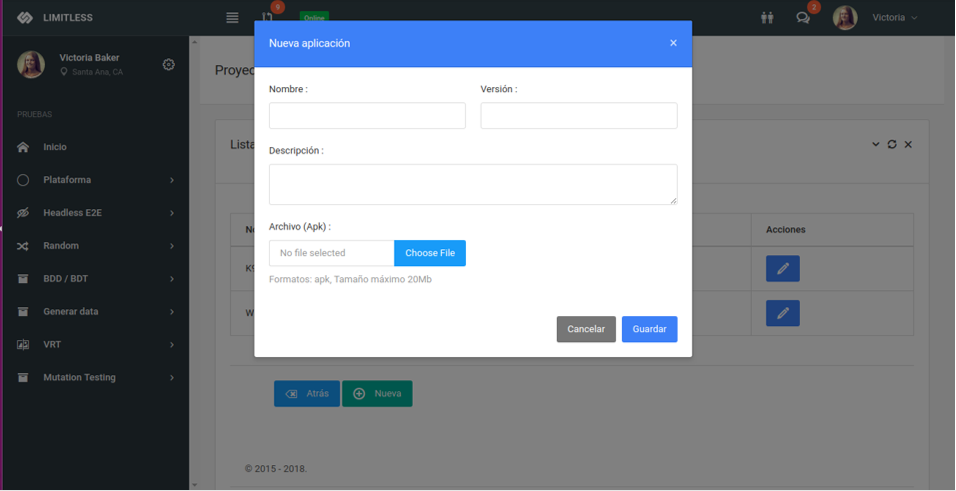 LIMITLESS
9
Online
2
Victoria
Victoria Baker
Santa Ana, CA
PRUEBAS
Inicio
Plataforma
Headless E2E
Random
BDD / BDT
Generar data
VRT
Mutation Testing
Proyec
Lista
No
Acciones
K9
W
Nueva aplicación
×
Nombre :
Versión :
Descripción :
Archivo (Apk) :
No file selected
Choose File
Formatos: apk, Tamaño máximo 20Mb
Cancelar
Guardar
Atrás
Nueva
© 2015 - 2018.